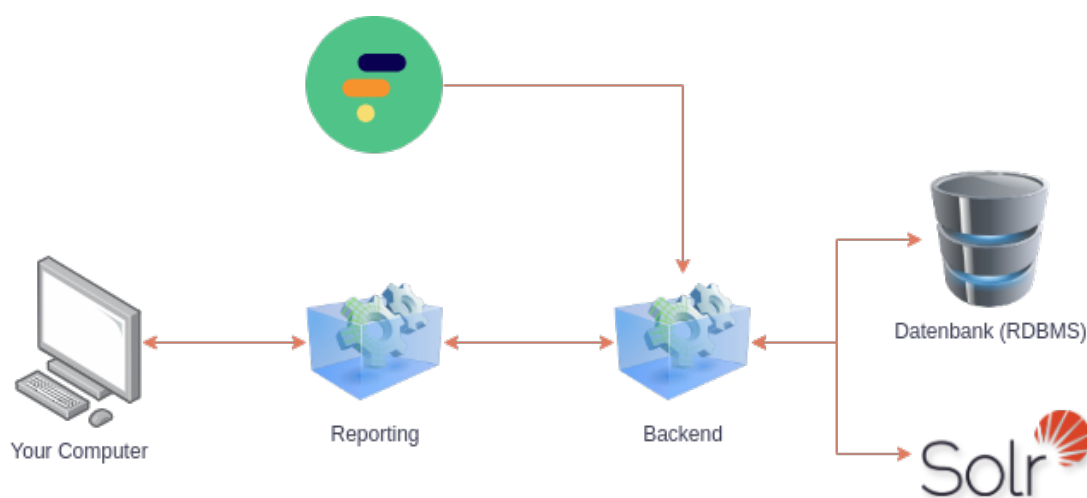 Datenbank (RDBMS)
Your Computer
Reporting
Backend
Solr